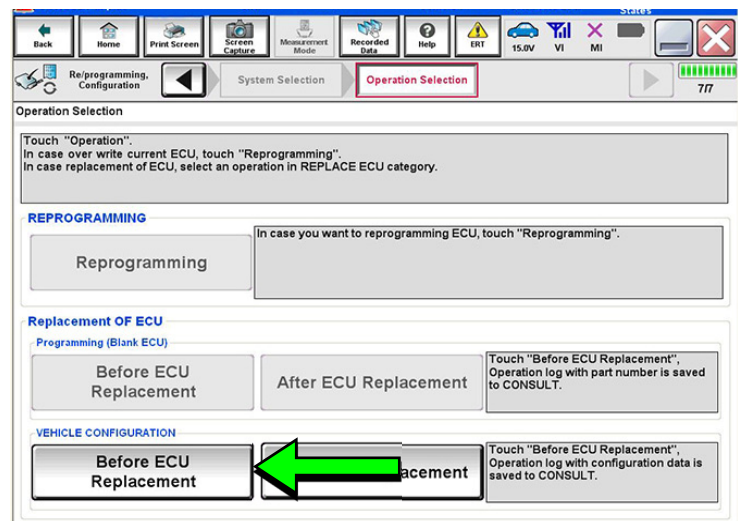 States
Back
Home
Print Screen
Screen
Capture
Measurement
Mode
Recorded
Data
Help
ERT
15.0V
VI
MI
Re/programming,
Configuration
System Selection
Operation Selection
7/7
Operation Selection
Touch "Operation".
In case over write current ECU, touch "Reprogramming".
In case replacement of ECU, select an operation in REPLACE ECU category.
REPROGRAMMING
Reprogramming
In case you want to reprogramming ECU, touch "Reprogramming".
Replacement OF ECU
Programming (Blank ECU)
Before ECU
Replacement
After ECU Replacement
Touch "Before ECU Replacement",
Operation log with part number is saved
to CONSULT.
VEHICLE CONFIGURATION
Before ECU
Replacement
acement
Touch "Before ECU Replacement",
Operation log with configuration data is
saved to CONSULT.